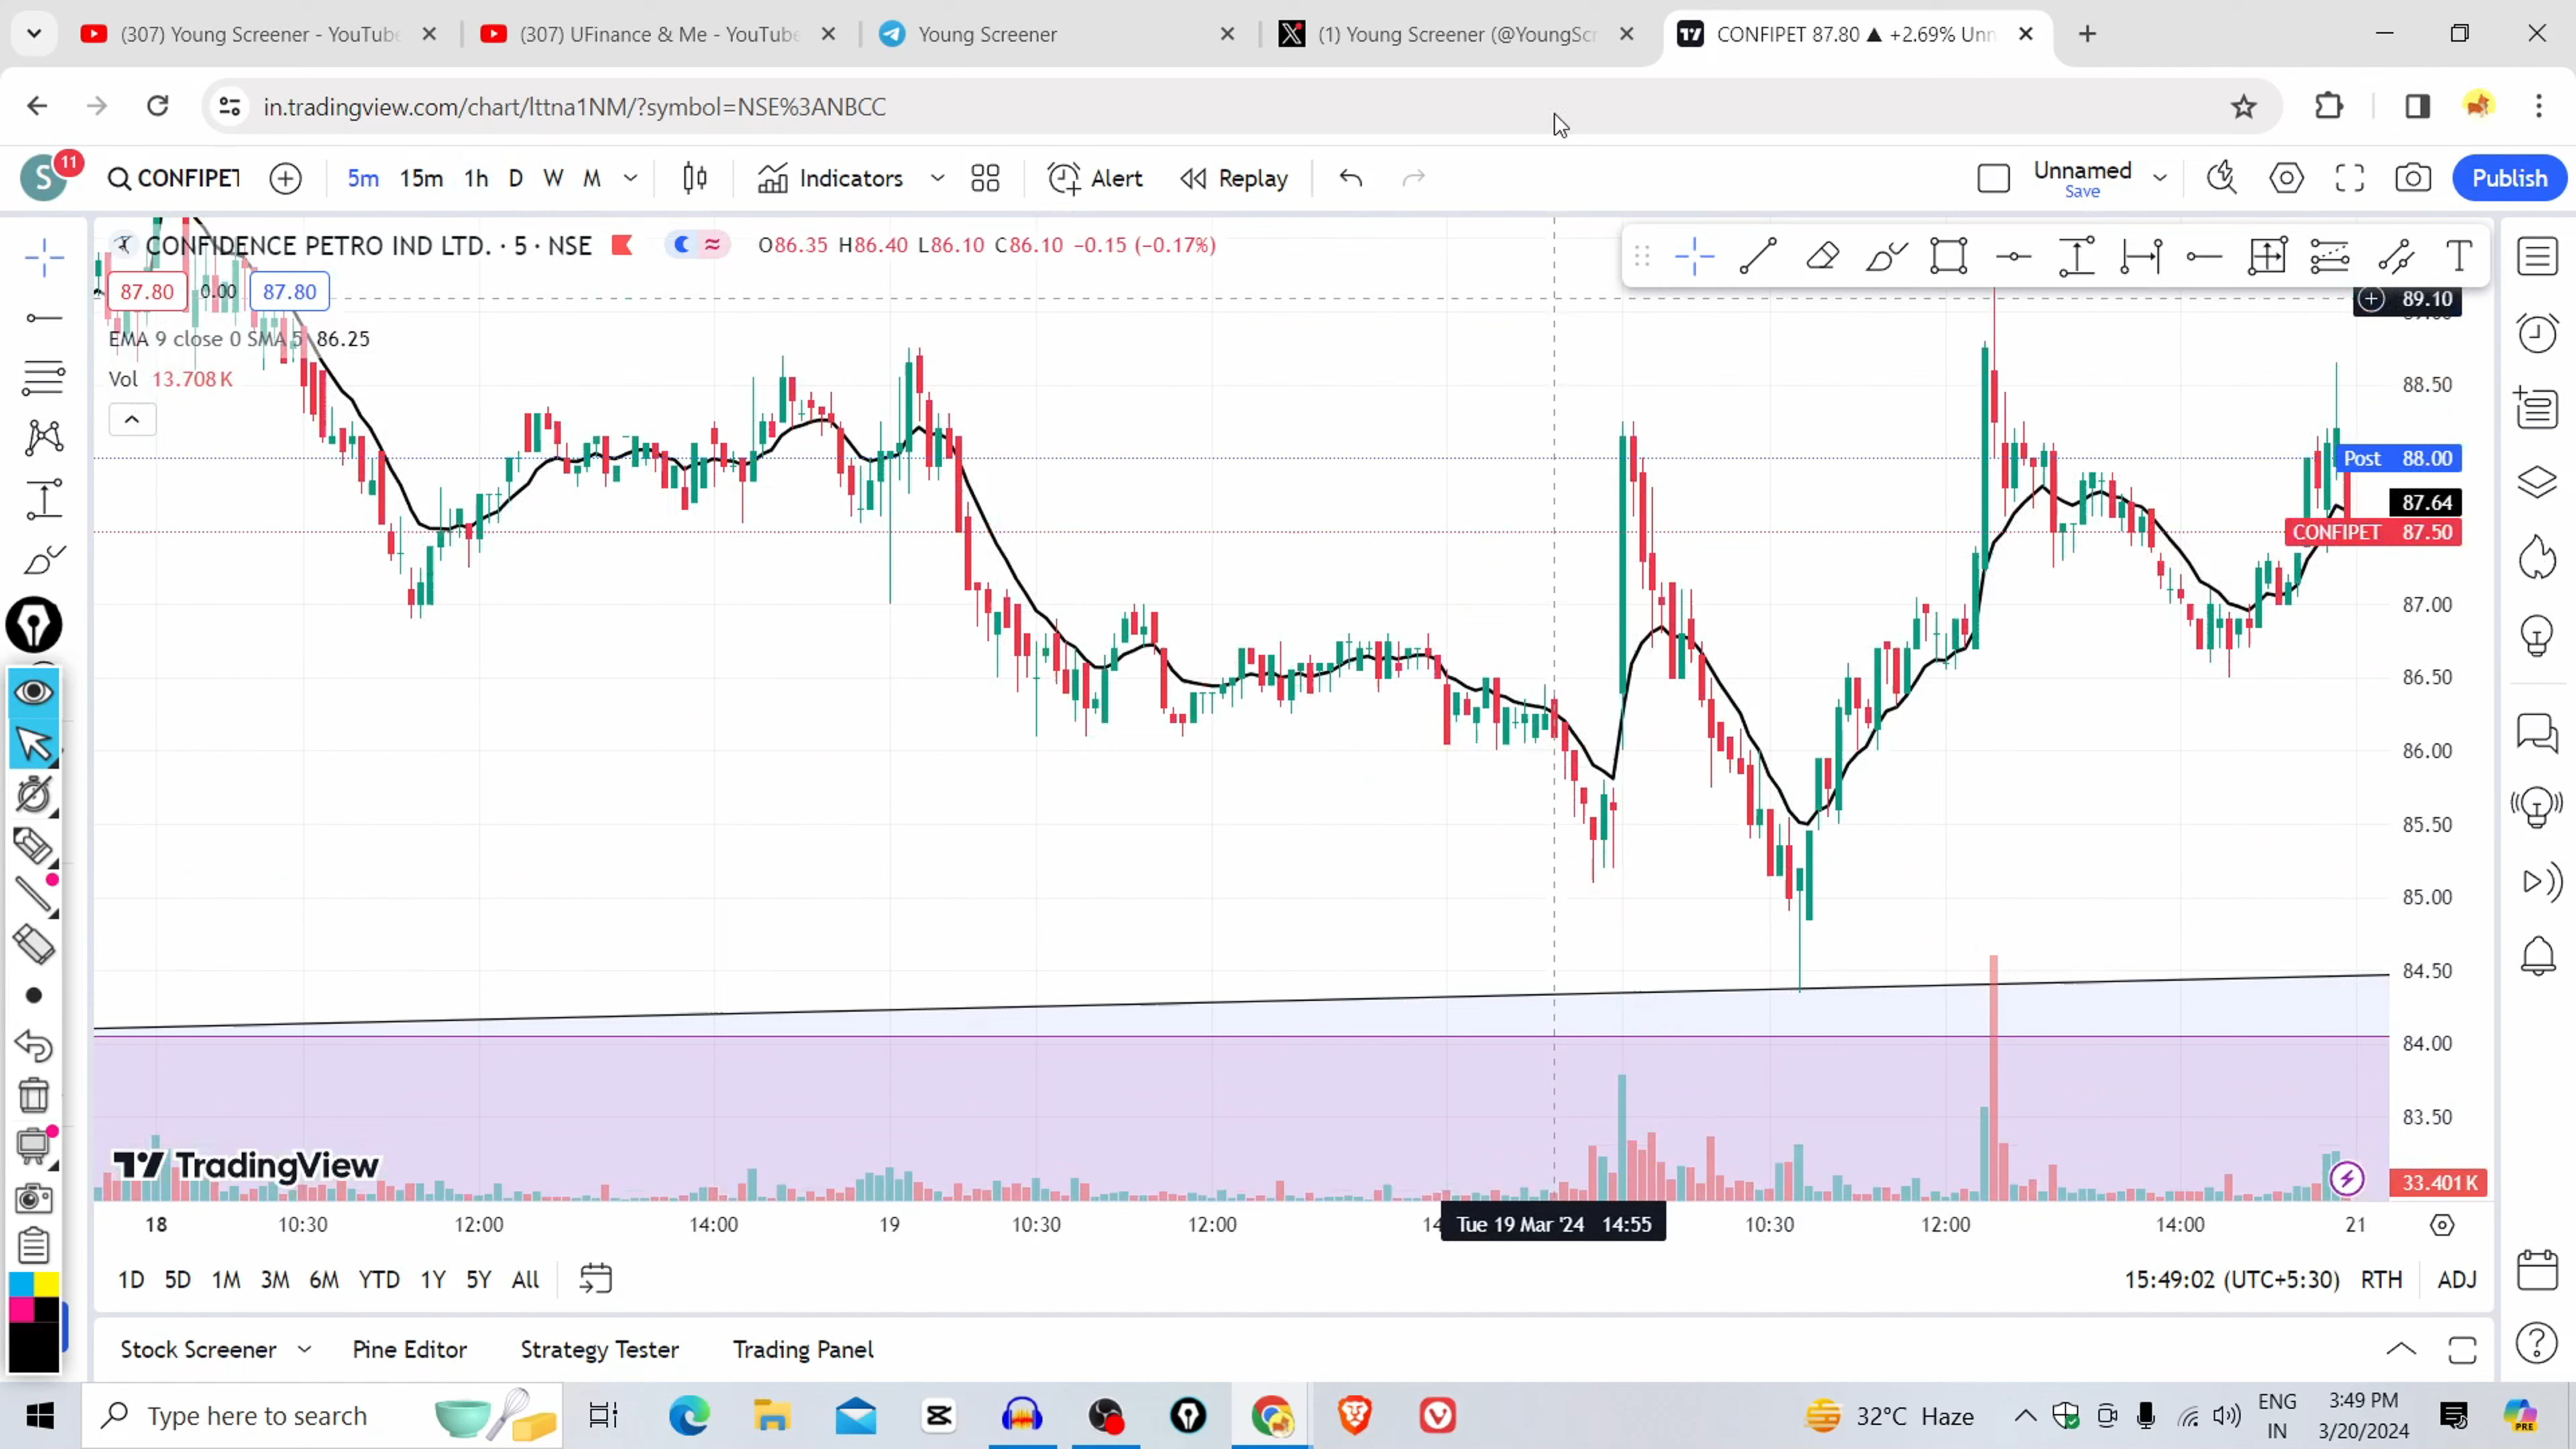 (307) Young Screener - YouTube
(307) UFinance & Me - YouTube
Young Screener
(1) Young Screener (@YoungScr
CONFIPET 87.80 ▲ +2.69% Unn
in.tradingview.com/chart/lttna1NM/?symbol=NSE%3ANBCC
S
11
CONFIPET
5m
15m
1h
D
W
M
Indicators
Alert
Replay
Unnamed
Save
Publish
CONFIDENCE PETRO IND LTD. · 5 · NSE
O86.35 H86.40 L86.10 C86.10 −0.15 (−0.17%)
87.80
0.00
87.80
EMA 9 close 0 SMA 5 86.25
Vol 13.708 K
89.10
88.50
Post 88.00
87.64
CONFIPET 87.50
87.00
86.50
86.00
85.50
85.00
84.50
84.00
83.50
33.401 K
TradingView
18
10:30
12:00
14:00
19
10:30
12:00
Tue 19 Mar '24 14:55
10:30
12:00
14:00
21
1D
5D
1M
3M
6M
YTD
1Y
5Y
All
15:49:02 (UTC+5:30)
RTH
ADJ
Stock Screener
Pine Editor
Strategy Tester
Trading Panel
Type here to search
32°C Haze
ENG
IN
3:49 PM
3/20/2024
PRE